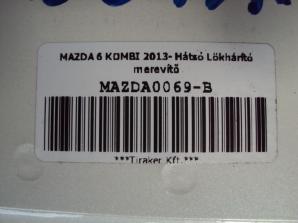 MAZDA 6 KOMBI 2013- Hátsó Lökhárító
merevítő
MAZDA0069-B
***Tiraker Kft.***